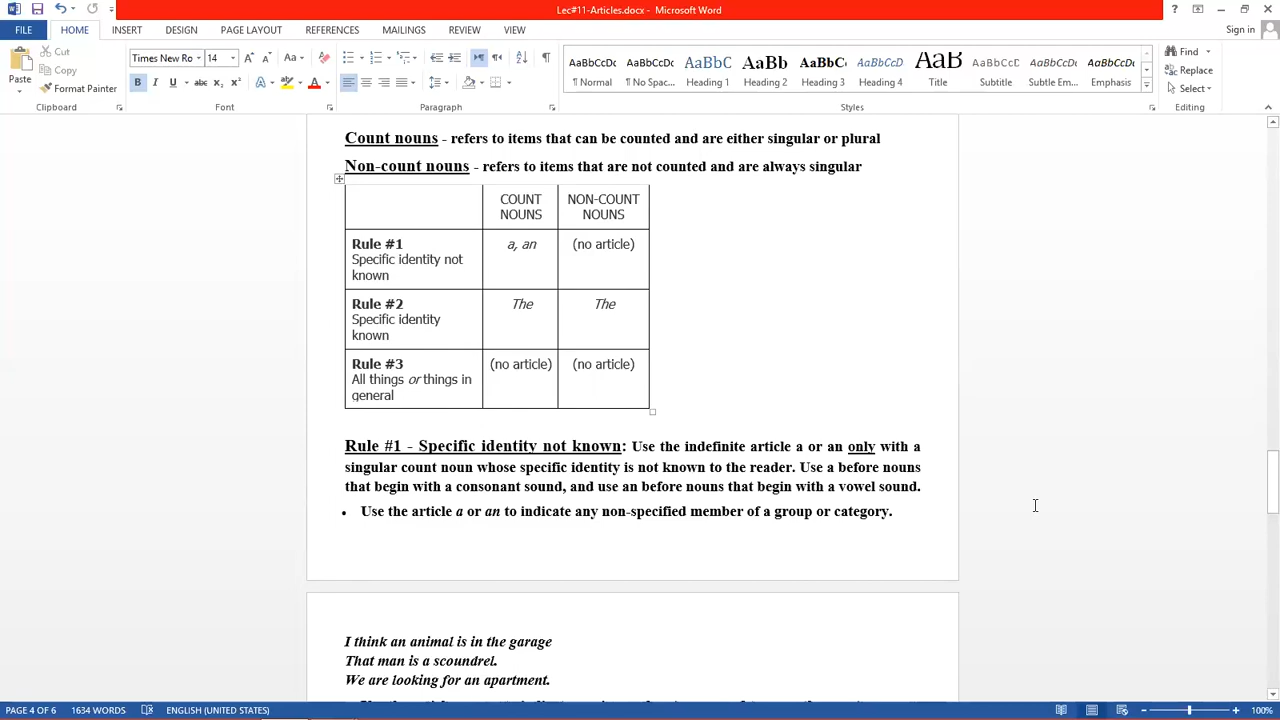 Lec#11-Articles.docx - Microsoft Word
FILE HOME INSERT DESIGN PAGE LAYOUT REFERENCES MAILINGS REVIEW VIEW Sign in
Paste
Cut
Copy
Format Painter
Clipboard
Times New Ro 14
Font
Paragraph
AaBbCcDc AaBbCcDc AaBbC AaBb AaBbC AaBbCcD AaB AaBbCcDc AaBbCcDc AaBbCcDc
¶ Normal ¶ No Spac... Heading 1 Heading 2 Heading 3 Heading 4 Title Subtitle Subtle Em... Emphasis
Styles
Find
Replace
Select
Editing
Count nouns - refers to items that can be counted and are either singular or plural
Non-count nouns - refers to items that are not counted and are always singular
COUNT NOUNS
NON-COUNT NOUNS
Rule #1
Specific identity not
known
a, an
(no article)
Rule #2
Specific identity
known
The
The
Rule #3
All things or things in
general
(no article)
(no article)
Rule #1 - Specific identity not known: Use the indefinite article a or an only with a
singular count noun whose specific identity is not known to the reader. Use a before nouns
that begin with a consonant sound, and use an before nouns that begin with a vowel sound.
• Use the article a or an to indicate any non-specified member of a group or category.
I think an animal is in the garage
That man is a scoundrel.
We are looking for an apartment.
PAGE 4 OF 6 1634 WORDS ENGLISH (UNITED STATES) 100%